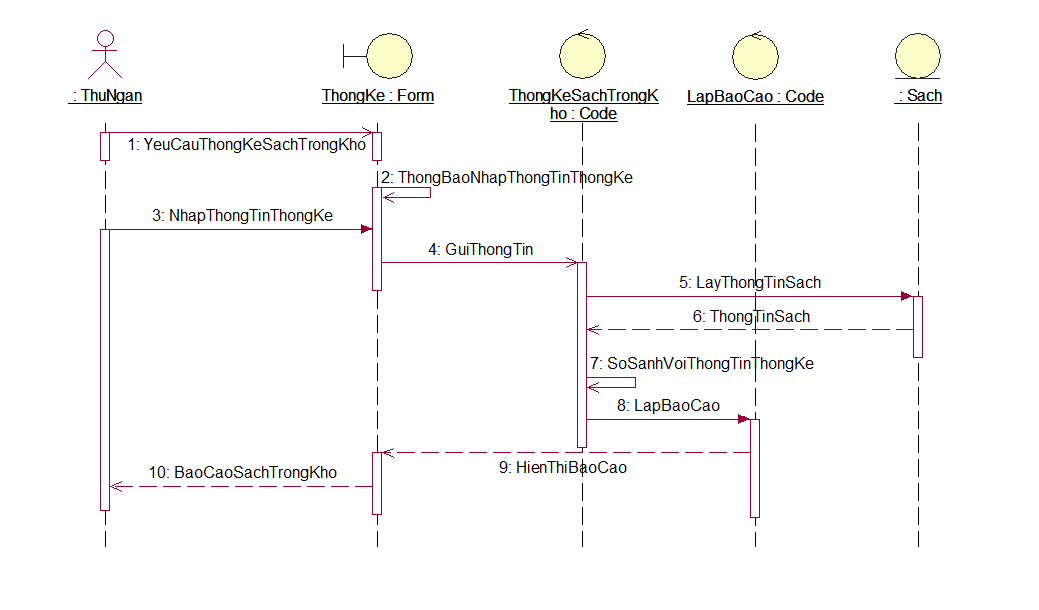 : ThuNgan
ThongKe : Form
ThongKeSachTrongK
ho : Code
LapBaoCao : Code
: Sach
1: YeuCauThongKeSachTrongKho
2: ThongBaoNhapThongTinThongKe
3: NhapThongTinThongKe
4: GuiThongTin
5: LayThongTinSach
6: ThongTinSach
7: SoSanhVoiThongTinThongKe
8: LapBaoCao
9: HienThiBaoCao
10: BaoCaoSachTrongKho